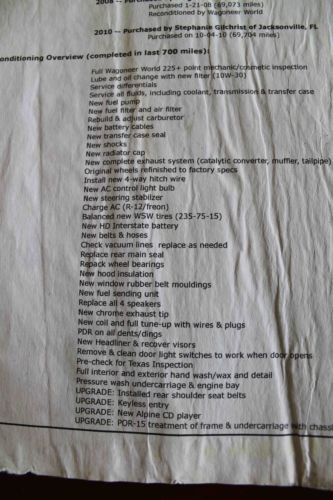 2008 -- Purchased
Purchased 1-21-08 (69,073 miles)
Reconditioned by Wagoneer World
2010 -- Purchased by Stephanie Gilchrist of Jacksonville, FL
Purchased on 10-04-10 (69,704 miles)
onditioning Overview (completed in last 700 miles):
Full Wagoneer World 225+ point mechanic/cosmetic inspection
Lube and oil change with new filter (10W-30)
Service differentials
Service all fluids, including coolant, transmission & transfer case
New fuel pump
New fuel filter and air filter
Rebuild & adjust carburetor
New battery cables
New transfer case seal
New shocks
New radiator cap
New complete exhaust system (catalytic converter, muffler, tailpipe)
Original wheels refinished to factory specs
Install new 4-way hitch wire
New AC control light bulb
New steering stabilizer
Charge AC (R-12/freon)
Balanced new WSW tires (235-75-15)
New HD Interstate battery
New belts & hoses
Check vacuum lines replace as needed
Replace rear main seal
Repack wheel bearings
New hood insulation
New window rubber belt mouldings
New fuel sending unit
Replace all 4 speakers
New chrome exhaust tip
New coil and full tune-up with wires & plugs
PDR on all dents/dings
New Headliner & recover visors
Remove & clean door light switches to work when door opens
Pre-check for Texas Inspection
Full interior and exterior hand wash/wax and detail
Pressure wash undercarriage & engine bay
UPGRADE: Installed rear shoulder seat belts
UPGRADE: Keyless entry
UPGRADE: New Alpine CD player
UPGRADE: POR-15 treatment of frame & undercarriage with chassi